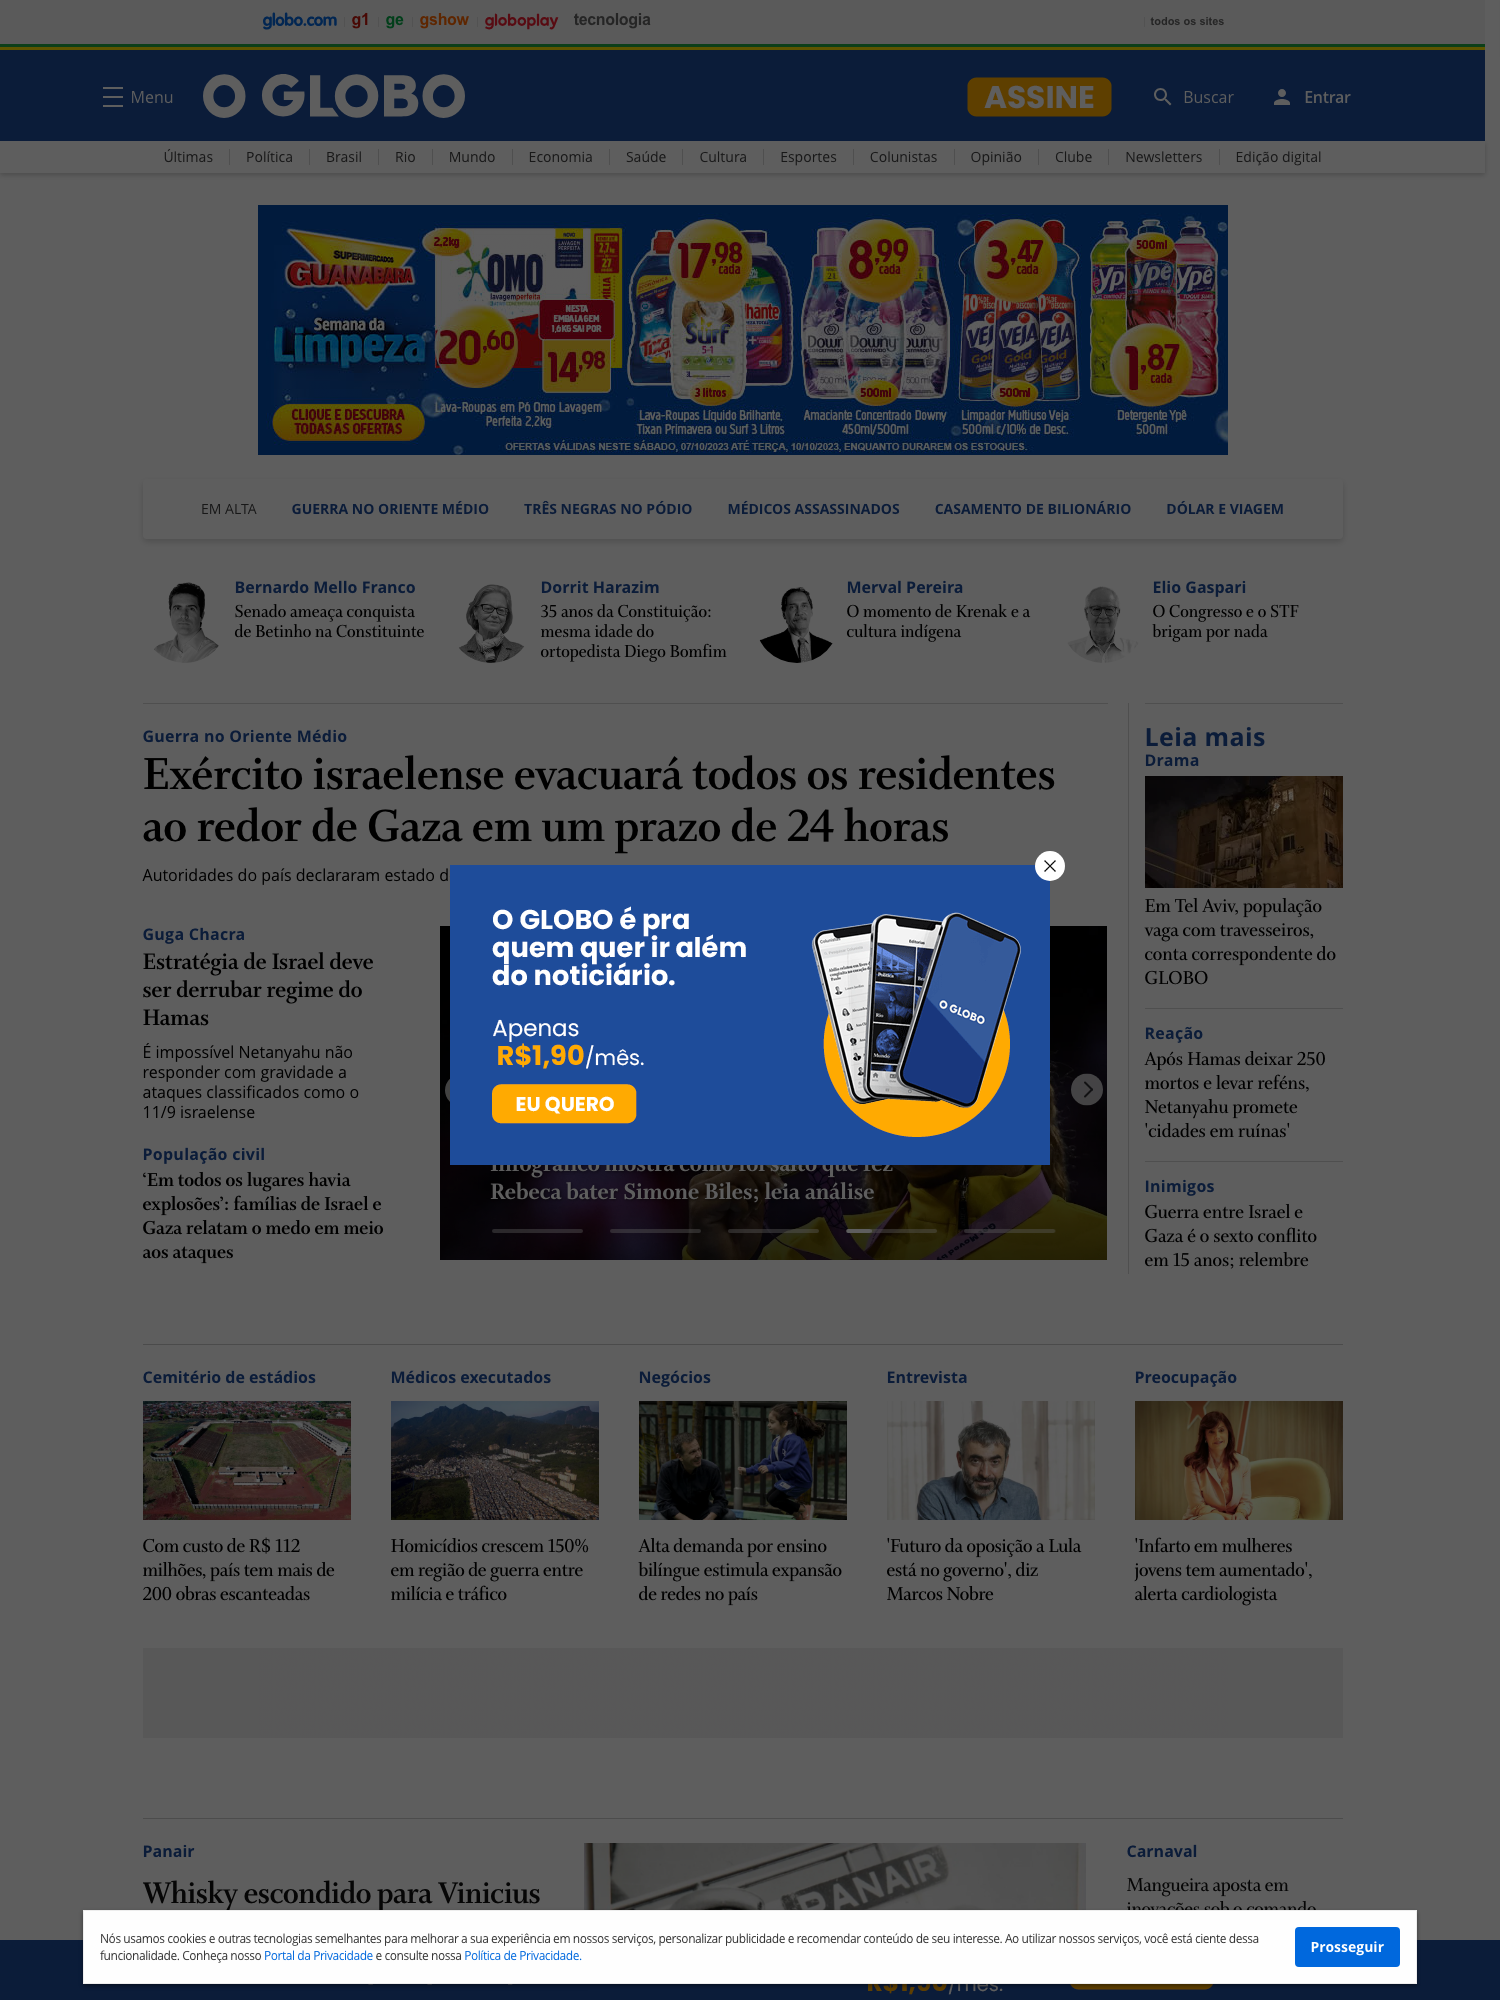 globo.com g1 ge gshow globoplay tecnologia todos os sites
Menu O GLOBO ASSINE Buscar Entrar
Últimas Política Brasil Rio Mundo Economia Saúde Cultura Esportes Colunistas Opinião Clube Newsletters Edição digital
SUPERMERCADOS
GUANABARA
Semana da
Limpeza
CLIQUE E DESCUBRA
TODAS AS OFERTAS
2,2kg
OMO
lavagem perfeita
20,60
NESTA
EMBALAGEM
1,6KG SAI POR
14,98
Lava-Roupas em Pó Omo Lavagem
Perfeita 2,2kg
17,98
cada
Surf
5-1
3 litros
Lava-Roupas Líquido Brilhante,
Tixan Primavera ou Surf 3 Litros
8,99
cada
Downy
500ml
Amaciante Concentrado Downy
450ml/500ml
3,47
cada
VEJA VEJA VEJA
Gold
500ml
Limpador Multiuso Veja
500ml c/10% de Desc.
500ml
Ypê
1,87
cada
Detergente Ypê
500ml
OFERTAS VÁLIDAS NESTE SÁBADO, 07/10/2023 ATÉ TERÇA, 10/10/2023, ENQUANTO DURAREM OS ESTOQUES.
EM ALTA GUERRA NO ORIENTE MÉDIO TRÊS NEGRAS NO PÓDIO MÉDICOS ASSASSINADOS CASAMENTO DE BILIONÁRIO DÓLAR E VIAGEM
Bernardo Mello Franco
Senado ameaça conquista
de Betinho na Constituinte
Dorrit Harazim
35 anos da Constituição:
mesma idade do
ortopedista Diego Bomfim
Merval Pereira
O momento de Krenak e a
cultura indígena
Elio Gaspari
O Congresso e o STF
brigam por nada
Guerra no Oriente Médio
Exército israelense evacuará todos os residentes
ao redor de Gaza em um prazo de 24 horas
Autoridades do país declararam estado d
Guga Chacra
Estratégia de Israel deve
ser derrubar regime do
Hamas
É impossível Netanyahu não
responder com gravidade a
ataques classificados como o
11/9 israelense
População civil
‘Em todos os lugares havia
explosões’: famílias de Israel e
Gaza relatam o medo em meio
aos ataques
O GLOBO é pra
quem quer ir além
do noticiário.
Apenas
R$1,90/mês.
EU QUERO
O GLOBO
Infográfico mostra como foi salto que fez
Rebeca bater Simone Biles; leia análise
Leia mais
Drama
Em Tel Aviv, população
vaga com travesseiros,
conta correspondente do
GLOBO
Reação
Após Hamas deixar 250
mortos e levar reféns,
Netanyahu promete
'cidades em ruínas'
Inimigos
Guerra entre Israel e
Gaza é o sexto conflito
em 15 anos; relembre
Cemitério de estádios
Com custo de R$ 112
milhões, país tem mais de
200 obras escanteadas
Médicos executados
Homicídios crescem 150%
em região de guerra entre
milícia e tráfico
Negócios
Alta demanda por ensino
bilíngue estimula expansão
de redes no país
Entrevista
'Futuro da oposição a Lula
está no governo', diz
Marcos Nobre
Preocupação
'Infarto em mulheres
jovens tem aumentado',
alerta cardiologista
Panair
Whisky escondido para Vinicius
PANAIR
Carnaval
Mangueira aposta em
inovações sob o comando
Nós usamos cookies e outras tecnologias semelhantes para melhorar a sua experiência em nossos serviços, personalizar publicidade e recomendar conteúdo de seu interesse. Ao utilizar nossos serviços, você está ciente dessa
funcionalidade. Conheça nosso Portal da Privacidade e consulte nossa Política de Privacidade.
Prosseguir
R$1,90/mês.